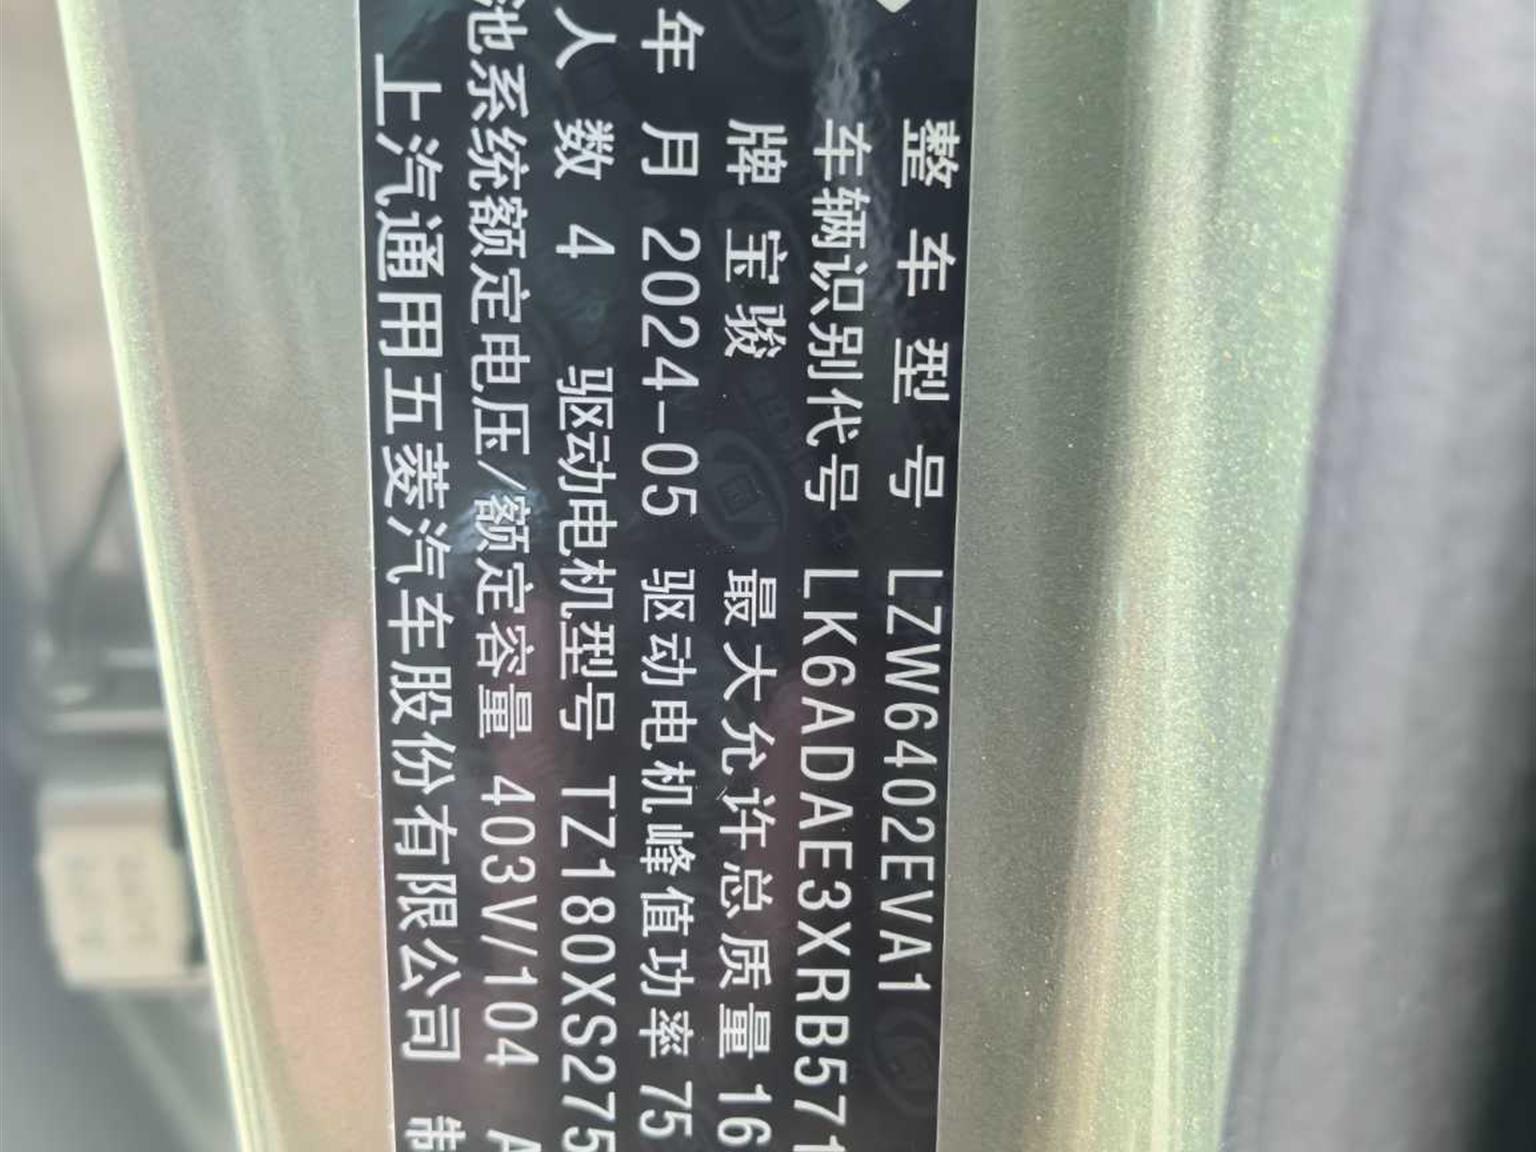 整车型号 LZW6402EVA1
车辆识别代号 LK6ADAE3XRB571
牌 宝骏 最大允许总质量 16
年月 2024-05 驱动电机峰值功率 75
人数 4 驱动电机型号 TZ180XS275
池系统额定电压/额定容量 403V/104 A
上汽通用五菱汽车股份有限公司 制